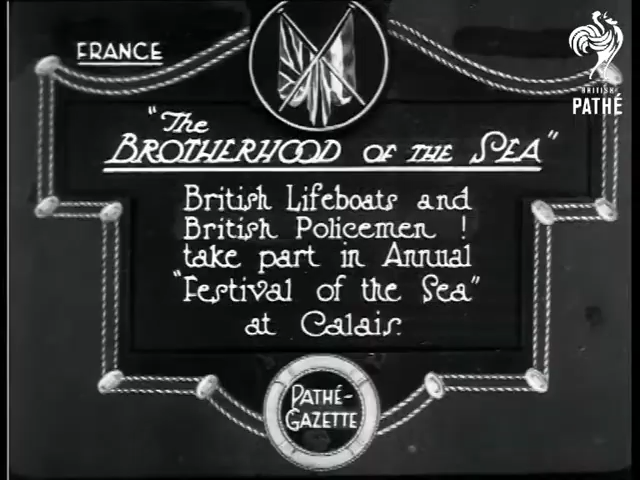 FRANCE
BRITISH
PATHÉ
"The
BROTHERHOOD OF THE SEA"
British Lifeboats and
British Policemen !
take part in Annual
"Festival of the Sea"
at Calais.
PATHÉ-
GAZETTE